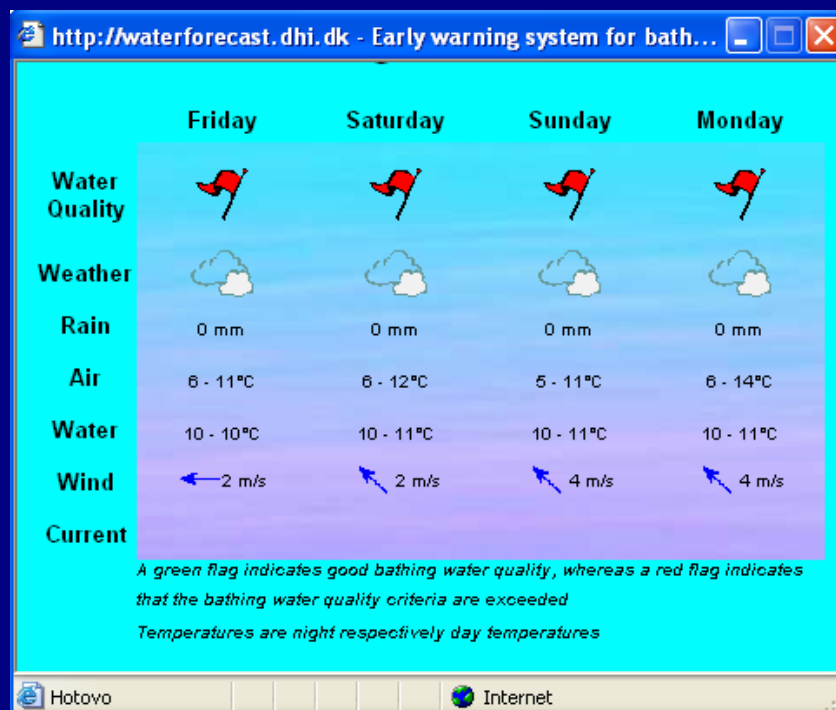 http://waterforecast.dhi.dk - Early warning system for bath...
Friday Saturday Sunday Monday
Water
Quality
Weather
Rain 0 mm 0 mm 0 mm 0 mm
Air 6 - 11°C 6 - 12°C 5 - 11°C 6 - 14°C
Water 10 - 10°C 10 - 11°C 10 - 11°C 10 - 11°C
Wind 2 m/s 2 m/s 4 m/s 4 m/s
Current
A green flag indicates good bathing water quality, whereas a red flag indicates
that the bathing water quality criteria are exceeded
Temperatures are night respectively day temperatures
Hotovo Internet